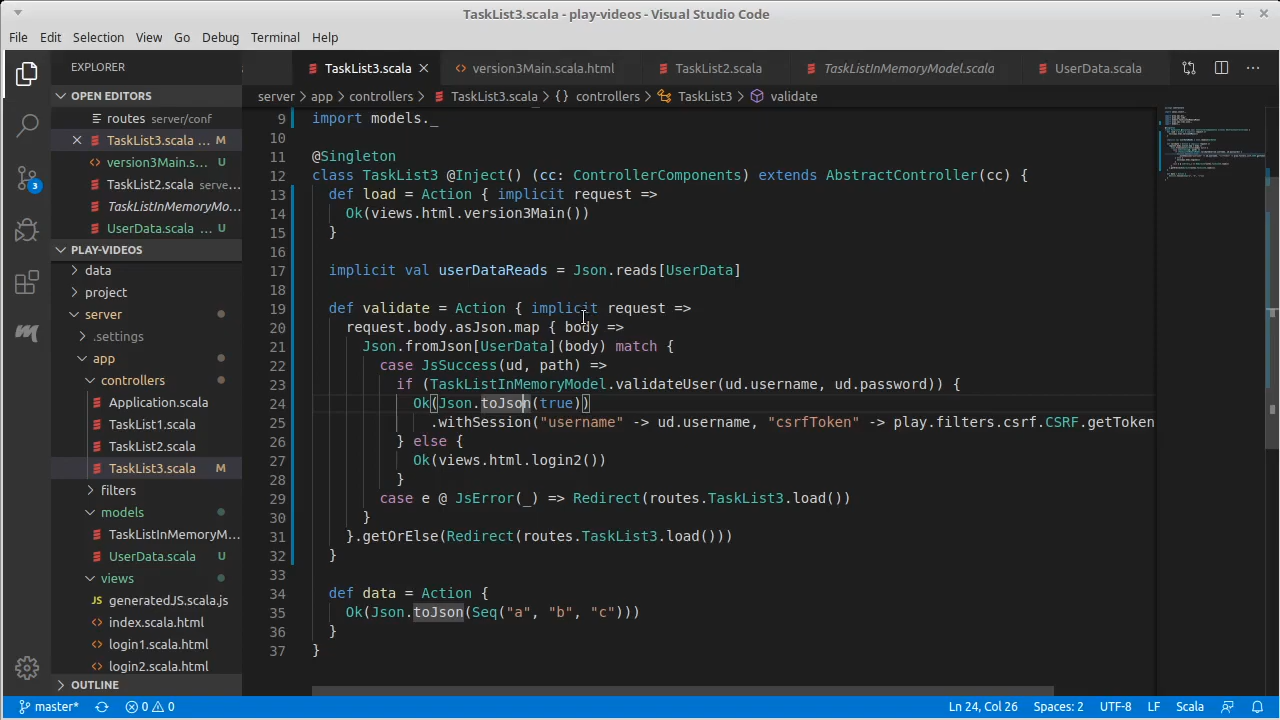 TaskList3.scala - play-videos - Visual Studio Code
File Edit Selection View Go Debug Terminal Help
EXPLORER
TaskList3.scala version3Main.scala.html TaskList2.scala TaskListInMemoryModel.scala UserData.scala
OPEN EDITORS
server > app > controllers > TaskList3.scala > {} controllers > TaskList3 > validate
routes server/conf
TaskList3.scala ... M
version3Main.s... U
TaskList2.scala serve...
TaskListInMemoryMo...
UserData.scala ... U
PLAY-VIDEOS
data
project
server
.settings
app
controllers
Application.scala
TaskList1.scala
TaskList2.scala
TaskList3.scala M
filters
models
TaskListInMemoryM...
UserData.scala U
views
JS generatedJS.scala.js
index.scala.html
login1.scala.html
login2.scala.html
OUTLINE
3
9 import models._
10
11 @Singleton
12 class TaskList3 @Inject() (cc: ControllerComponents) extends AbstractController(cc) {
13 def load = Action { implicit request =>
14 Ok(views.html.version3Main())
15 }
16
17 implicit val userDataReads = Json.reads[UserData]
18
19 def validate = Action { implicit request =>
20 request.body.asJson.map { body =>
21 Json.fromJson[UserData](body) match {
22 case JsSuccess(ud, path) =>
23 if (TaskListInMemoryModel.validateUser(ud.username, ud.password)) {
24 Ok(Json.toJson(true))
25 .withSession("username" -> ud.username, "csrfToken" -> play.filters.csrf.CSRF.getToken
26 } else {
27 Ok(views.html.login2())
28 }
29 case e @ JsError(_) => Redirect(routes.TaskList3.load())
30 }
31 }.getOrElse(Redirect(routes.TaskList3.load()))
32 }
33
34 def data = Action {
35 Ok(Json.toJson(Seq("a", "b", "c")))
36 }
37 }
master* 0 0 Ln 24, Col 26 Spaces: 2 UTF-8 LF Scala